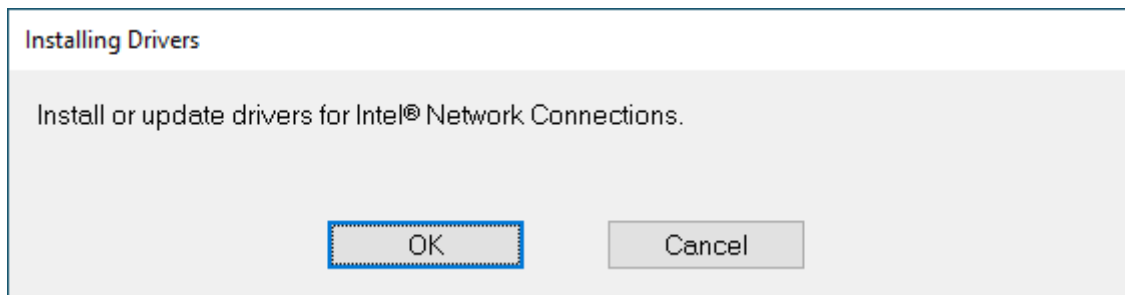 Installing Drivers
Install or update drivers for Intel® Network Connections.
OK
Cancel